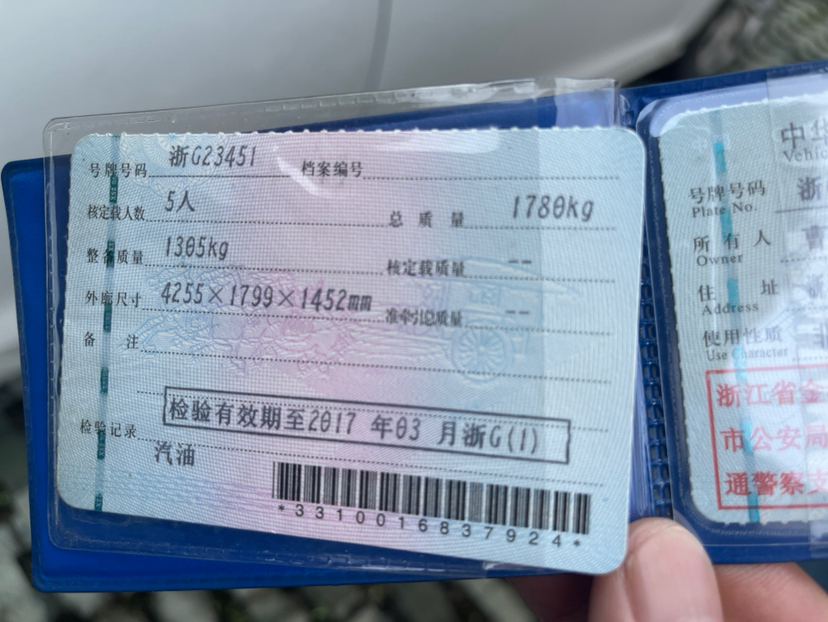 号牌号码 浙G23451 档案编号
核定载人数 5人 总质量 1780kg
整备质量 1305kg 核定载质量 --
外廓尺寸 4255×1799×1452mm 准牵引总质量 --
备注
检验记录 检验有效期至2017年03月浙G(1)
汽油
*3310016837924*
中华
Vehic
号牌号码 浙
Plate No.
所有人
Owner
住址 浙
Address
使用性质 非
Use Character
浙江省金
市公安局
通警察支